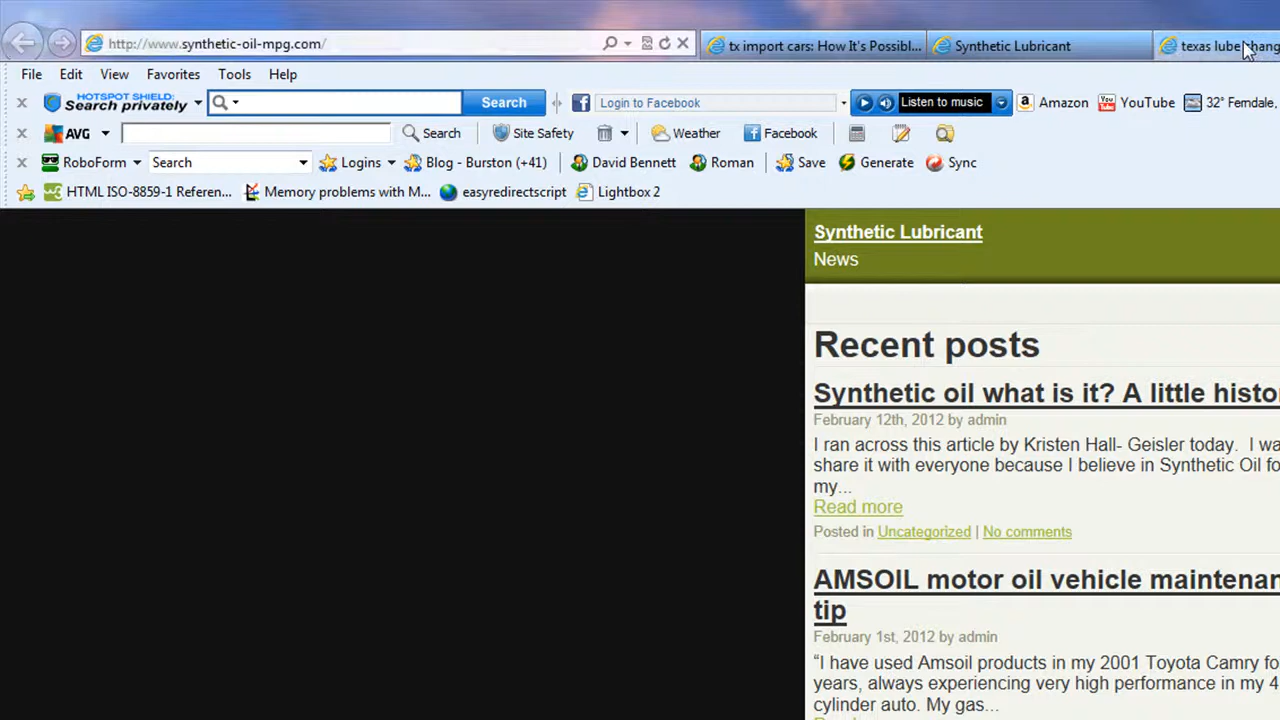 http://www.synthetic-oil-mpg.com/
tx import cars: How It's Possibl...
Synthetic Lubricant
texas lube
File Edit View Favorites Tools Help
HOTSPOT SHIELD: Search privately
Search
Login to Facebook
Listen to music
Amazon
YouTube
32° Ferndale,
AVG
Search
Site Safety
Weather
Facebook
RoboForm
Search
Logins
Blog - Burston (+41)
David Bennett
Roman
Save
Generate
Sync
HTML ISO-8859-1 Referen...
Memory problems with M...
easyredirectscript
Lightbox 2
Synthetic Lubricant
News
Recent posts
Synthetic oil what is it? A little histo
February 12th, 2012 by admin
I ran across this article by Kristen Hall- Geisler today. I wa
share it with everyone because I believe in Synthetic Oil fo
my...
Read more
Posted in Uncategorized | No comments
AMSOIL motor oil vehicle maintenan
tip
February 1st, 2012 by admin
“I have used Amsoil products in my 2001 Toyota Camry fo
years, always experiencing very high performance in my 4
cylinder auto. My gas...